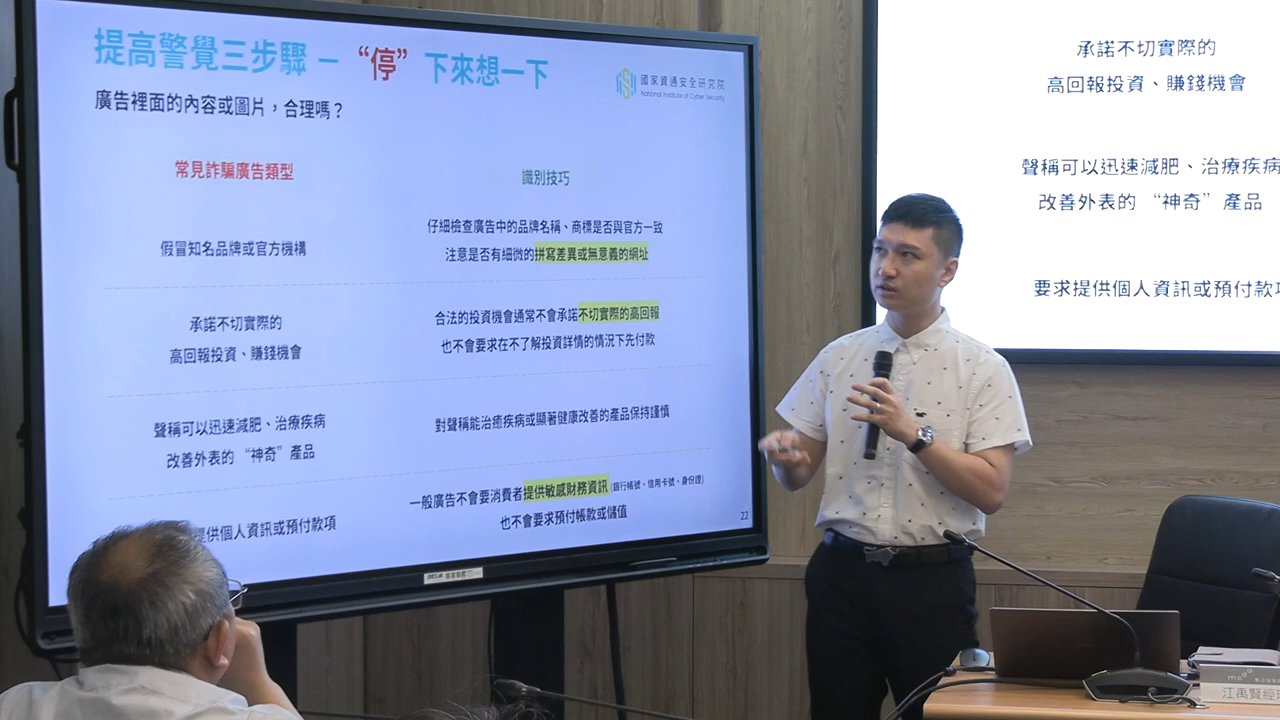 提高警覺三步驟 – “停” 下來想一下
國家資通安全研究院
National Institute of Cyber Security
廣告裡面的內容或圖片，合理嗎？
常見詐騙廣告類型
識別技巧
假冒知名品牌或官方機構
仔細檢查廣告中的品牌名稱、商標是否與官方一致
注意是否有細微的拼寫差異或無意義的網址
承諾不切實際的
高回報投資、賺錢機會
合法的投資機會通常不會承諾不切實際的高回報
也不會要求在不了解投資詳情的情況下先付款
聲稱可以迅速減肥、治療疾病
改善外表的 “神奇” 產品
對聲稱能治癒疾病或顯著健康改善的產品保持謹慎
提供個人資訊或預付款項
一般廣告不會要消費者提供敏感財務資訊 (銀行帳號、信用卡號、身份證)
也不會要求預付帳款或儲值
22
承諾不切實際的
高回報投資、賺錢機會
聲稱可以迅速減肥、治療疾病
改善外表的 “神奇” 產品
要求提供個人資訊或預付款項
moda
江禹賢經理